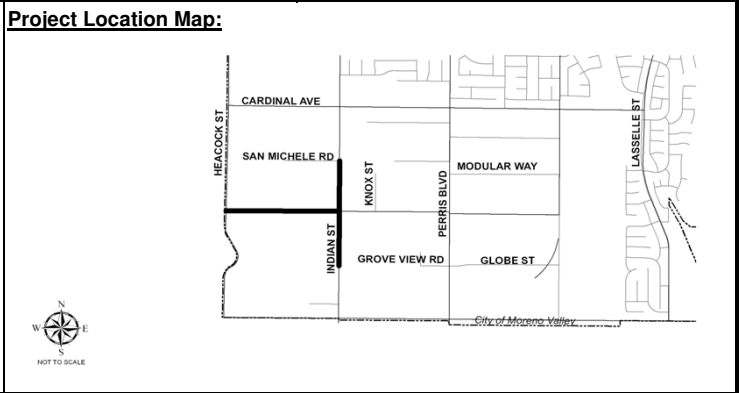 Project Location Map:
CARDINAL AVE
HEACOCK ST
LASSELLE ST
SAN MICHELE RD
KNOX ST
MODULAR WAY
PERRIS BLVD
INDIAN ST
GROVE VIEW RD
GLOBE ST
City of Moreno Valley
N
W
E
S
NOT TO SCALE